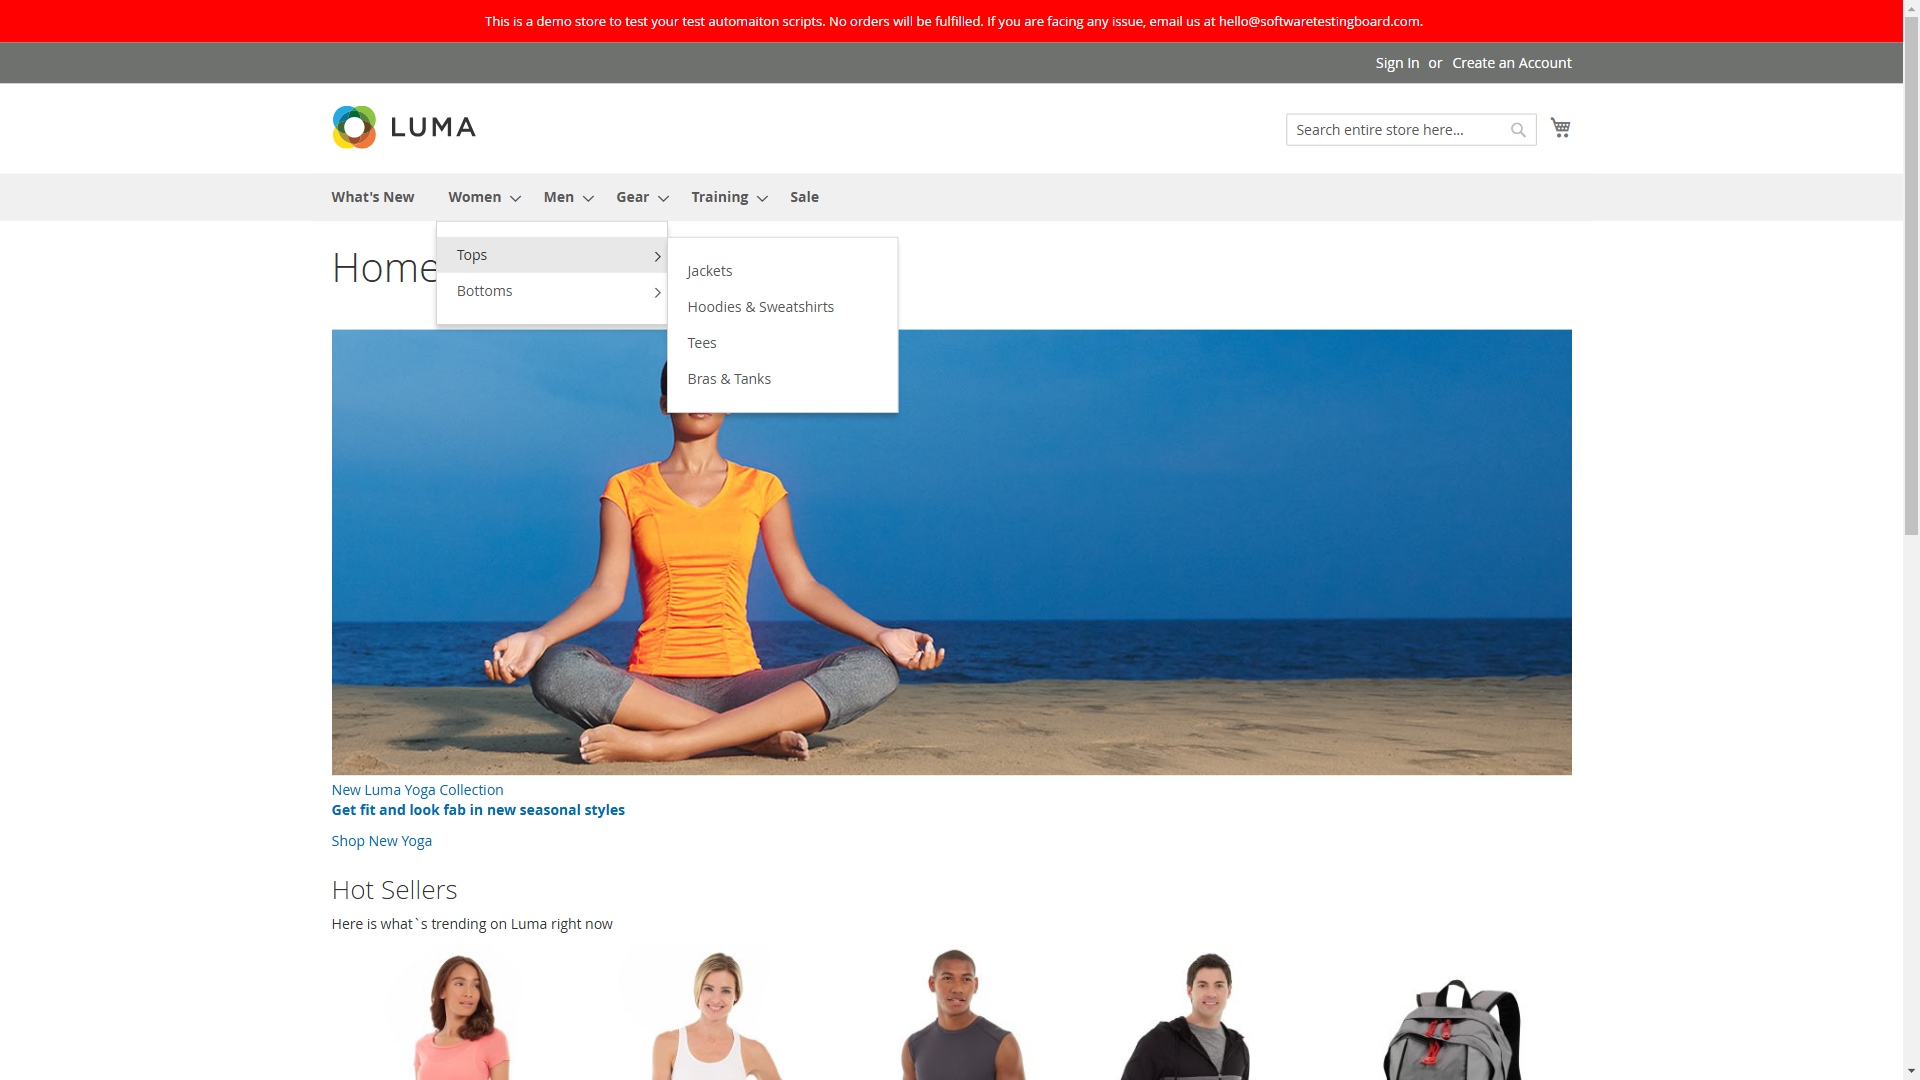 This is a demo store to test your test automaiton scripts. No orders will be fulfilled. If you are facing any issue, email us at hello@softwaretestingboard.com.
Sign In or Create an Account
LUMA
Search entire store here...
What's New Women Men Gear Training Sale
Home
Tops
Bottoms
Jackets
Hoodies & Sweatshirts
Tees
Bras & Tanks
New Luma Yoga Collection
Get fit and look fab in new seasonal styles
Shop New Yoga
Hot Sellers
Here is what`s trending on Luma right now